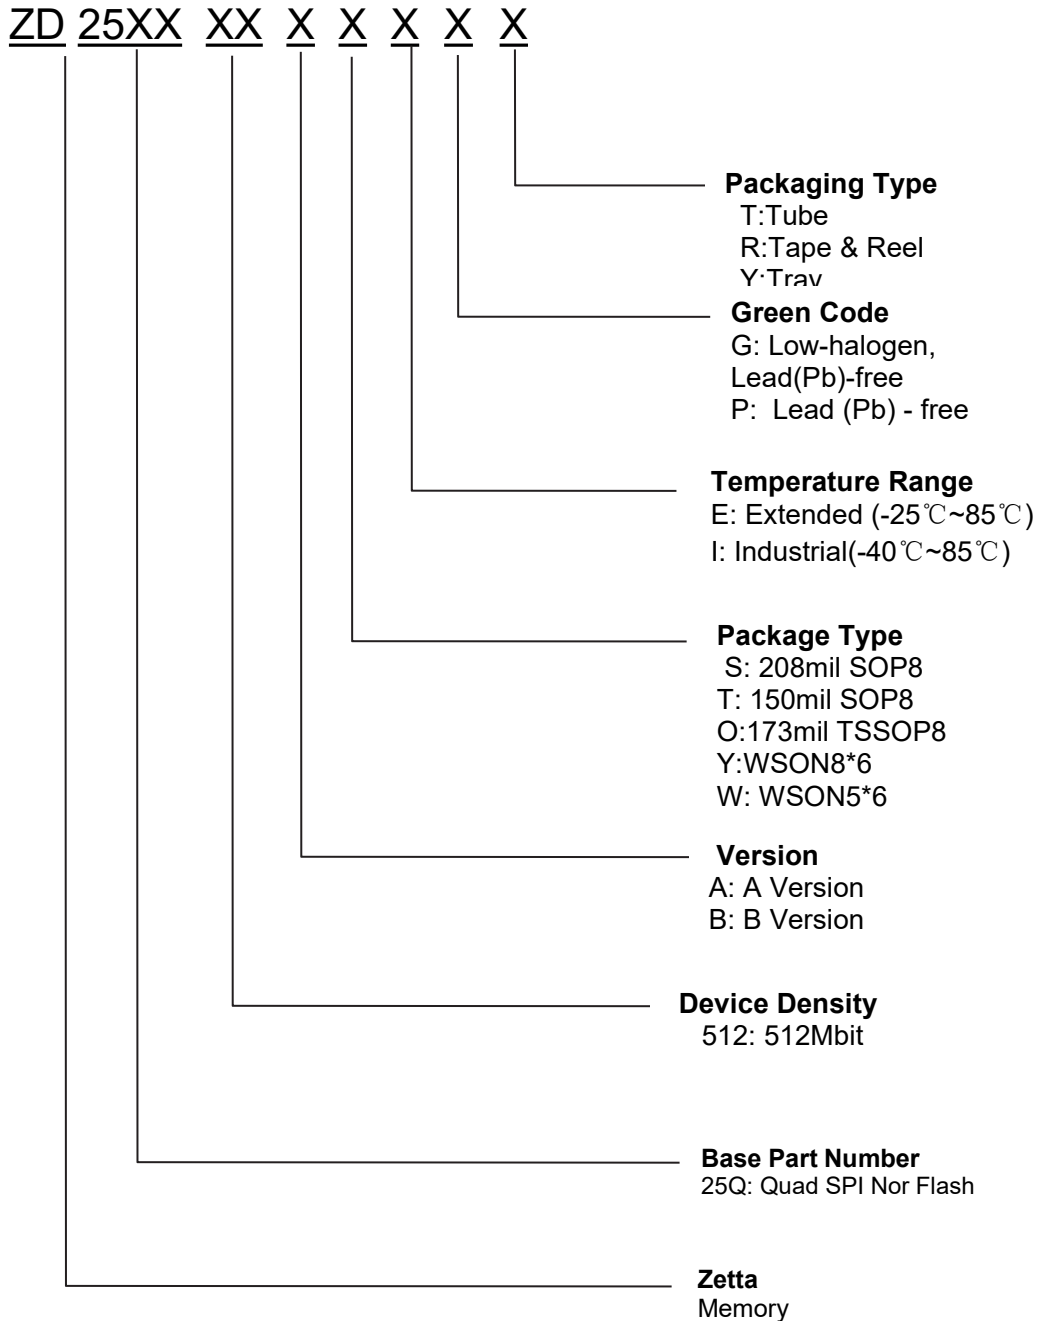 ZD 25XX XX X X X X X
Packaging Type
T:Tube
R:Tape & Reel
Y:Tray
Green Code
G: Low-halogen,
Lead(Pb)-free
P: Lead (Pb) - free
Temperature Range
E: Extended (-25℃~85℃)
I: Industrial(-40℃~85℃)
Package Type
S: 208mil SOP8
T: 150mil SOP8
O:173mil TSSOP8
Y:WSON8*6
W: WSON5*6
Version
A: A Version
B: B Version
Device Density
512: 512Mbit
Base Part Number
25Q: Quad SPI Nor Flash
Zetta
Memory